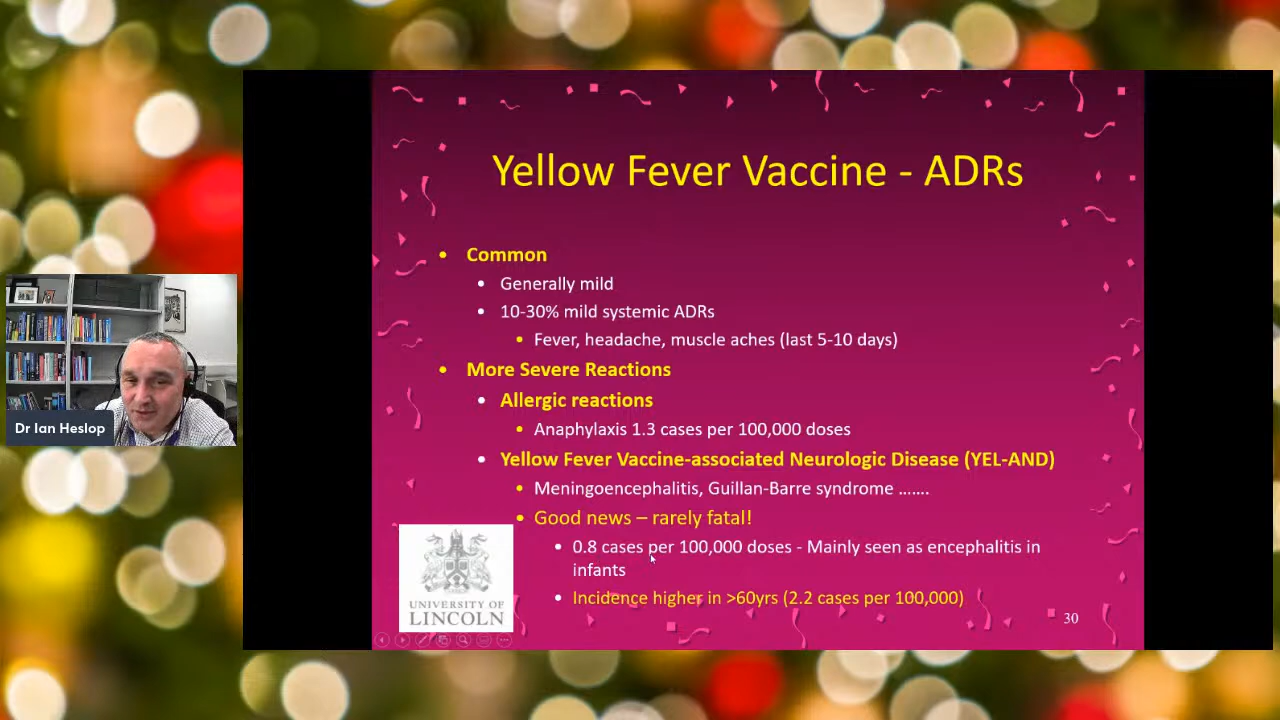 Yellow Fever Vaccine - ADRs
Common
Generally mild
10-30% mild systemic ADRs
Fever, headache, muscle aches (last 5-10 days)
More Severe Reactions
Allergic reactions
Anaphylaxis 1.3 cases per 100,000 doses
Dr Ian Heslop
Yellow Fever Vaccine-associated Neurologic Disease (YEL-AND)
Meningoencephalitis, Guillan-Barre syndrome …….
Good news – rarely fatal!
0.8 cases per 100,000 doses - Mainly seen as encephalitis in
infants
Incidence higher in >60yrs (2.2 cases per 100,000)
UNIVERSITY OF
LINCOLN
30